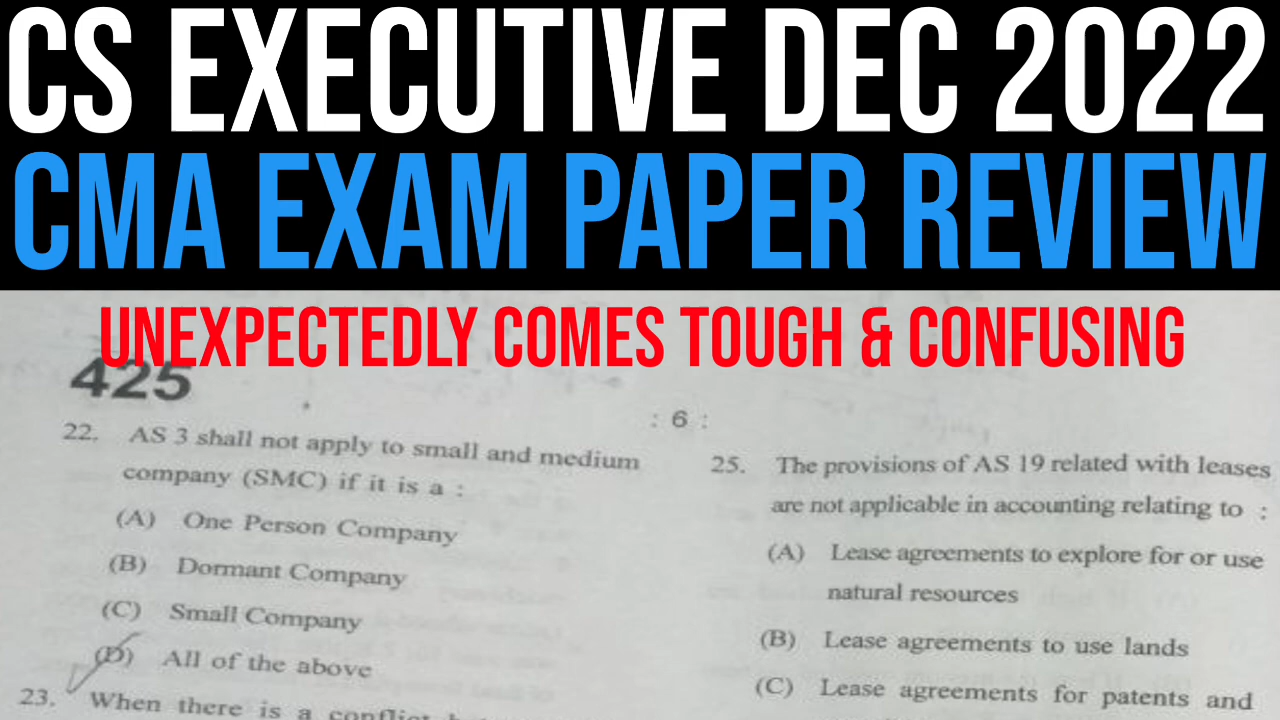 CS EXECUTIVE DEC 2022
CMA EXAM PAPER REVIEW
UNEXPECTEDLY COMES TOUGH & CONFUSING
425
: 6 :
22. AS 3 shall not apply to small and medium
company (SMC) if it is a :
(A) One Person Company
(B) Dormant Company
(C) Small Company
(D) All of the above
23. When there is a conflict
25. The provisions of AS 19 related with leases
are not applicable in accounting relating to :
(A) Lease agreements to explore for or use
natural resources
(B) Lease agreements to use lands
(C) Lease agreements for patents and